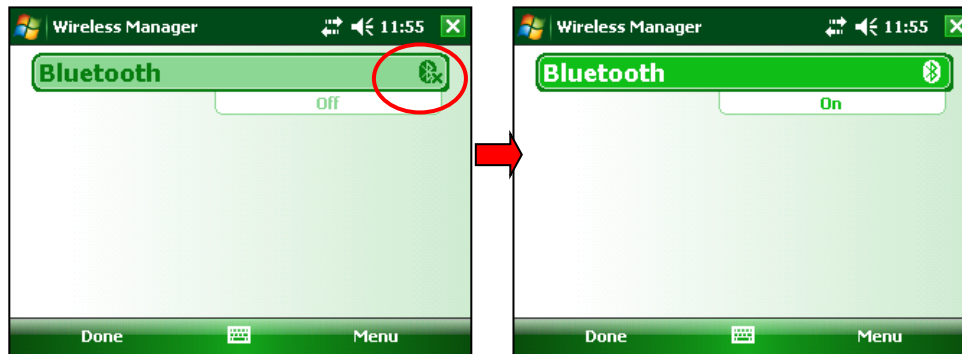 Wireless Manager 11:55
Bluetooth
Off
Done Menu
Wireless Manager 11:55
Bluetooth
On
Done Menu